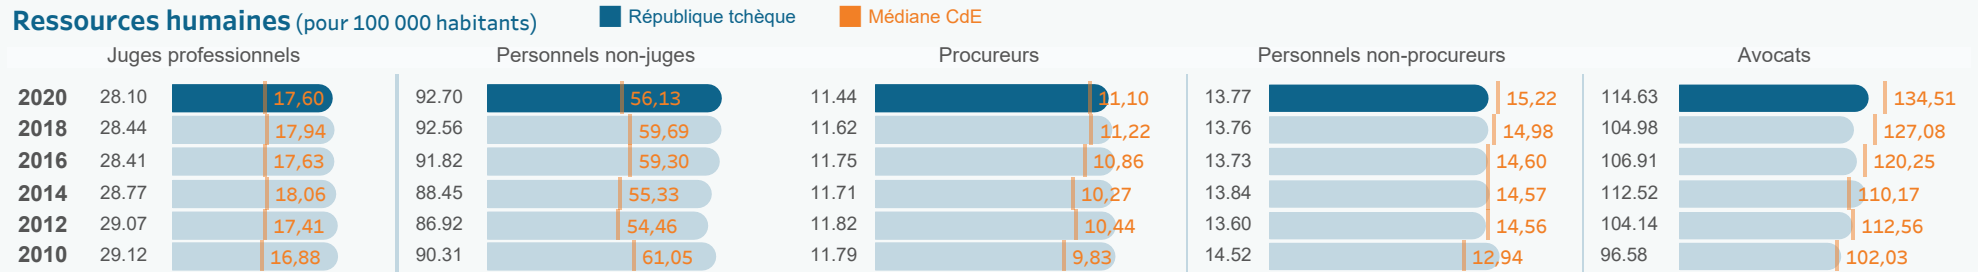 Ressources humaines (pour 100 000 habitants) République tchèque Médiane CdE
Juges professionnels Personnels non-juges Procureurs Personnels non-procureurs Avocats
2020 28.10 17,60 92.70 56,13 11.44 11,10 13.77 15,22 114.63 134,51
2018 28.44 17,94 92.56 59,69 11.62 11,22 13.76 14,98 104.98 127,08
2016 28.41 17,63 91.82 59,30 11.75 10,86 13.73 14,60 106.91 120,25
2014 28.77 18,06 88.45 55,33 11.71 10,27 13.84 14,57 112.52 110,17
2012 29.07 17,41 86.92 54,46 11.82 10,44 13.60 14,56 104.14 112,56
2010 29.12 16,88 90.31 61,05 11.79 9,83 14.52 12,94 96.58 102,03